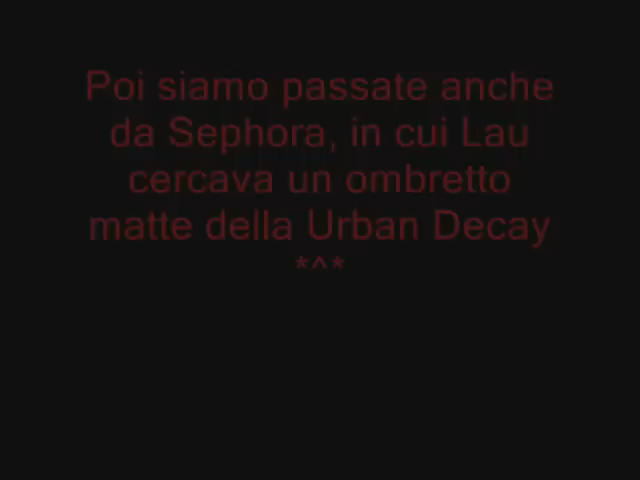 Poi siamo passate anche
da Sephora, in cui Lau
cercava un ombretto
matte della Urban Decay
*^*